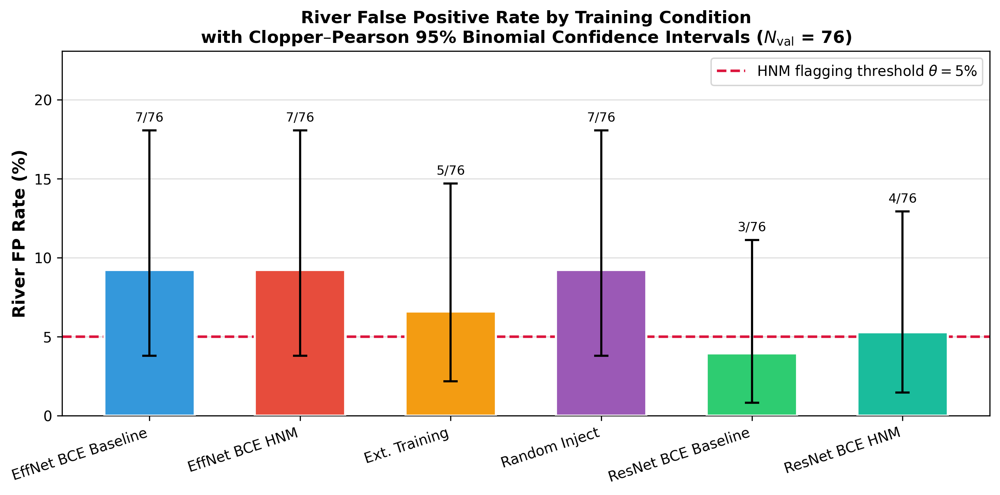 River False Positive Rate by Training Condition
with Clopper–Pearson 95% Binomial Confidence Intervals (N_val = 76)
HNM flagging threshold θ = 5%
River FP Rate (%)
20
15
10
5
0
7/76
7/76
5/76
7/76
3/76
4/76
EffNet BCE Baseline
EffNet BCE HNM
Ext. Training
Random Inject
ResNet BCE Baseline
ResNet BCE HNM